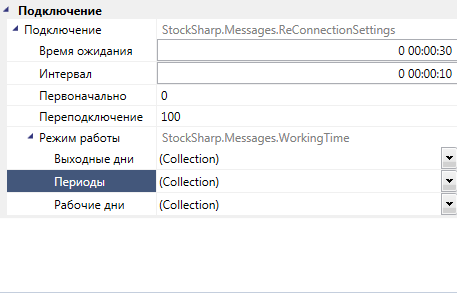 Подключение
Подключение StockSharp.Messages.ReConnectionSettings
Время ожидания 0 00:00:30
Интервал 0 00:00:10
Первоначально 0
Переподключение 100
Режим работы StockSharp.Messages.WorkingTime
Выходные дни (Collection)
Периоды (Collection)
Рабочие дни (Collection)